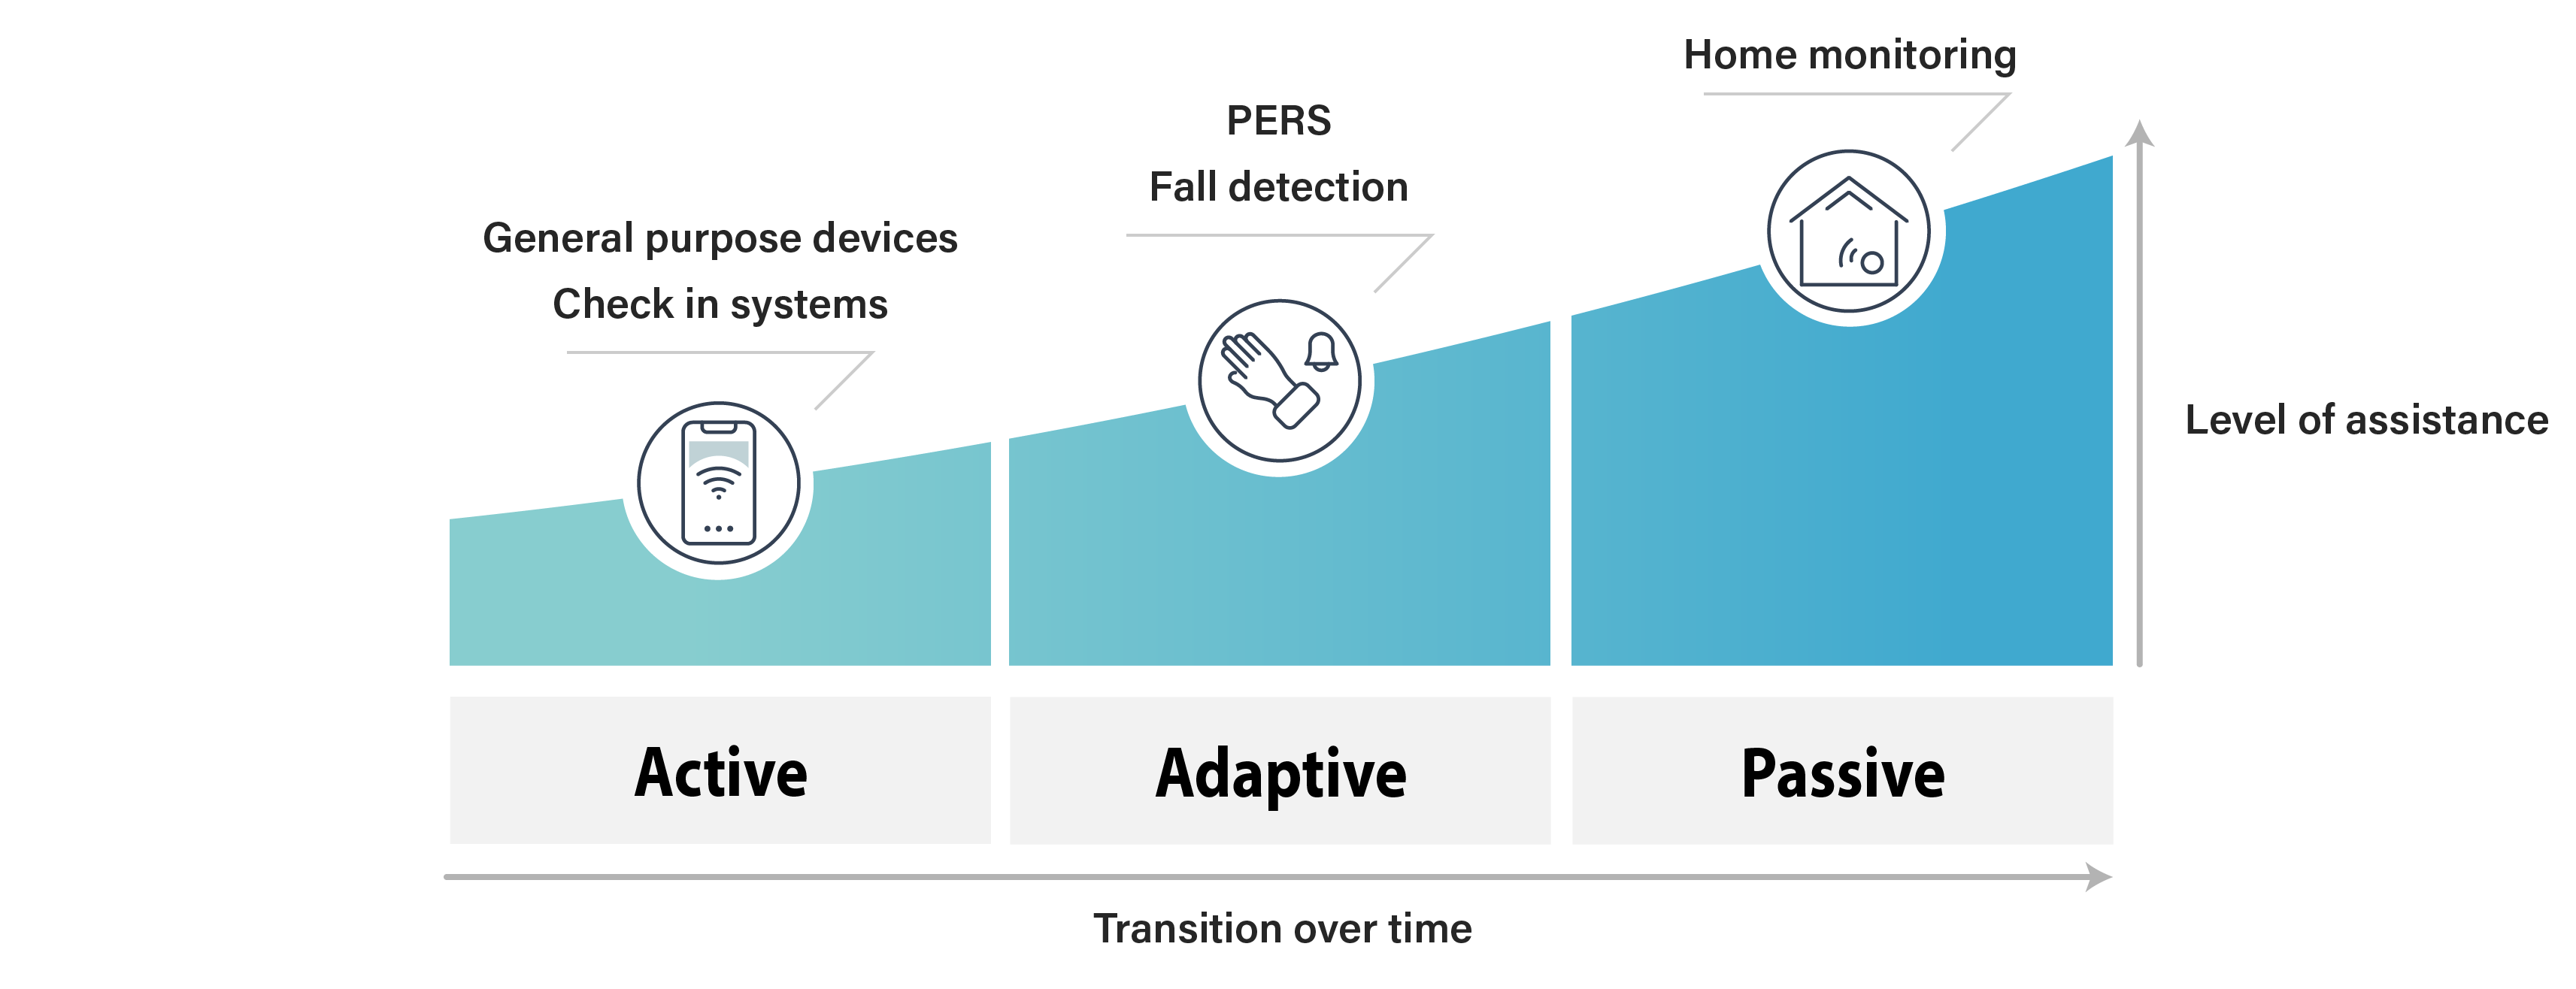 Home monitoring
PERS
Fall detection
General purpose devices
Check in systems
Level of assistance
Active
Adaptive
Passive
Transition over time